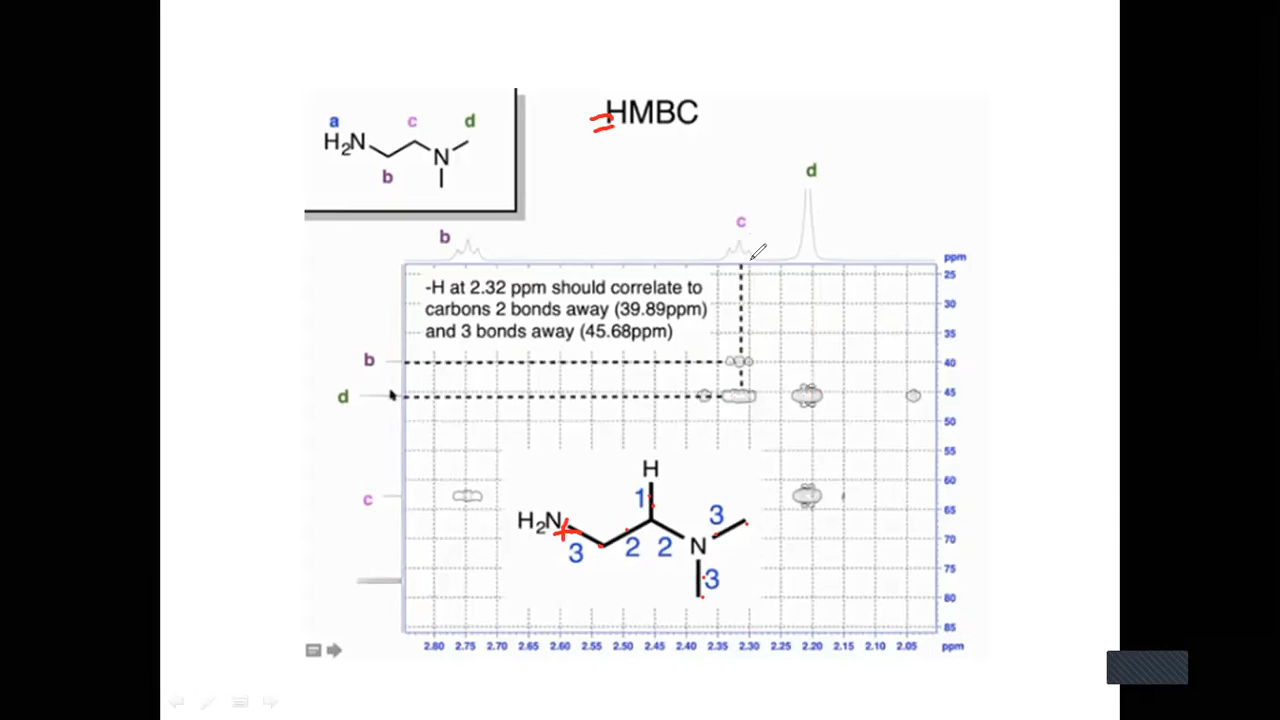 HMBC
a c d
H2N N
b
d
c
b
ppm
-H at 2.32 ppm should correlate to
carbons 2 bonds away (39.89ppm)
and 3 bonds away (45.68ppm)
25
30
35
b 40
d 45
50
55
c 60
65
70
75
80
85
H
1
H2N 3
3 2 2 N
3
2.80 2.75 2.70 2.65 2.60 2.55 2.50 2.45 2.40 2.35 2.30 2.25 2.20 2.15 2.10 2.05 ppm